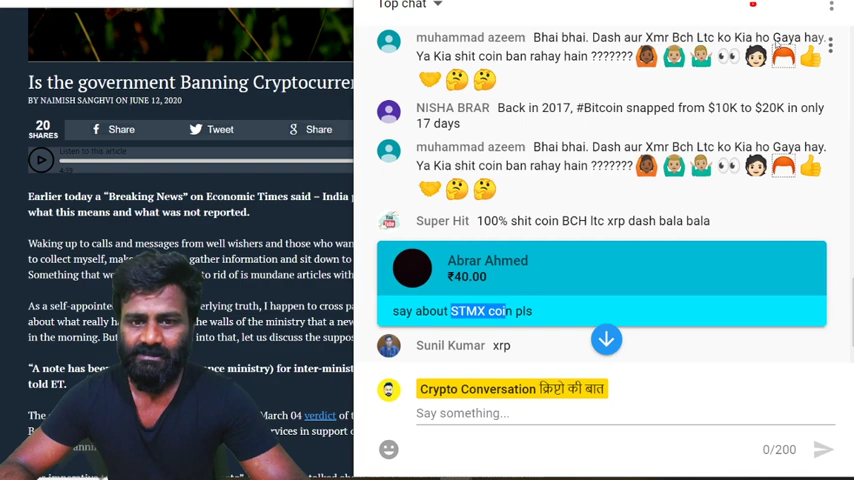 Is the government Banning Cryptocurre
BY NAIMISH SANGHVI ON JUNE 12, 2020
20
SHARES
Share
Tweet
Share
Listen to this article
Earlier today a “Breaking News” on Economic Times said – India
what this means and what was not reported.
Waking up to calls and messages from well wishers and those who wan
to collect myself, gather information and sit down to
Something that to rid of is mundane articles with
As a self-appointe erlying truth, I happen to cross pa
about what really the walls of the ministry that a new
in the morning. But into that, let us discuss the suppos
“A note has bee ance ministry) for inter-minist
told ET.
The March 04 verdict of t
rvices in support o
Top chat
muhammad azeem Bhai bhai. Dash aur Xmr Bch Ltc ko Kia ho Gaya hay.
Ya Kia shit coin ban rahay hain ???????🙆🏾🙆🏼‍♂️🤷🏼‍♂️👀🧑🏻👍
🤝🤔🤔
NISHA BRAR Back in 2017, #Bitcoin snapped from $10K to $20K in only
17 days
muhammad azeem Bhai bhai. Dash aur Xmr Bch Ltc ko Kia ho Gaya hay.
Ya Kia shit coin ban rahay hain ???????🙆🏾🙆🏼‍♂️🤷🏼‍♂️👀🧑🏻👍
🤝🤔🤔
Super Hit 100% shit coin BCH ltc xrp dash bala bala
Abrar Ahmed
₹40.00
say about STMX coin pls
Sunil Kumar xrp
Crypto Conversation क्रिप्टो की बात
Say something...
0/200